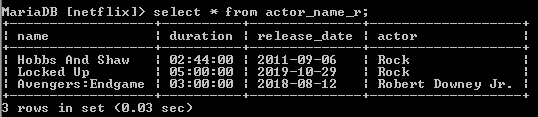 MariaDB [netflix]> select * from actor_name_r;
+-----------------+----------+--------------+-------------------+
| name            | duration | release_date | actor             |
+-----------------+----------+--------------+-------------------+
| Hobbs And Shaw  | 02:44:00 | 2011-09-06   | Rock              |
| Locked Up       | 05:00:00 | 2019-10-29   | Rock              |
| Avengers:Endgame | 03:00:00 | 2018-08-12   | Robert Downey Jr. |
+-----------------+----------+--------------+-------------------+
3 rows in set (0.03 sec)